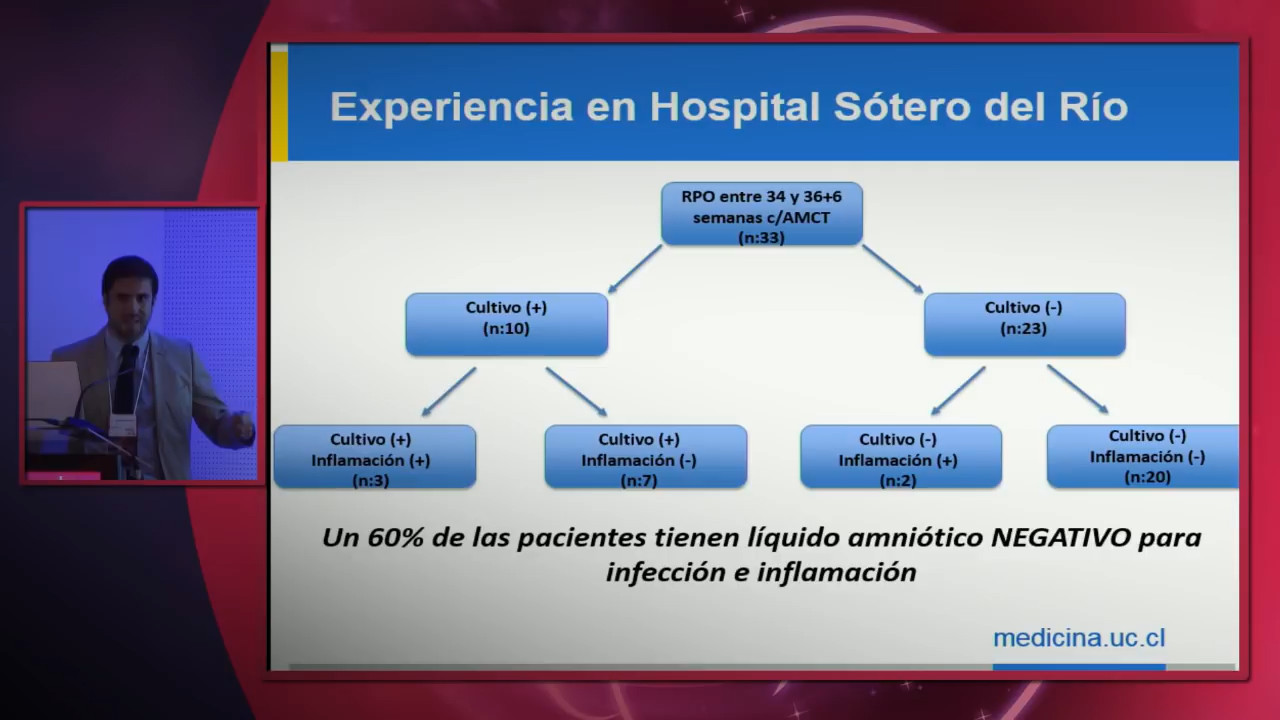 Experiencia en Hospital Sótero del Río
RPO entre 34 y 36+6
semanas c/AMCT
(n:33)
Cultivo (+)
(n:10)
Cultivo (-)
(n:23)
Cultivo (+)
Inflamación (+)
(n:3)
Cultivo (+)
Inflamación (-)
(n:7)
Cultivo (-)
Inflamación (+)
(n:2)
Cultivo (-)
Inflamación (-)
(n:20)
Un 60% de las pacientes tienen líquido amniótico NEGATIVO para
infección e inflamación
medicina.uc.cl